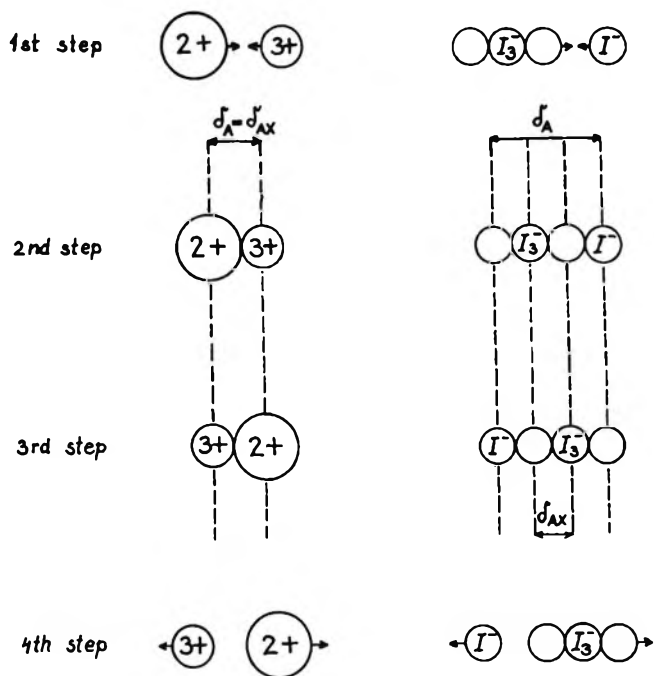 1st step 2+ 3+ I₃⁻ I⁻
δA = δAX δA
2nd step 2+ 3+ I₃⁻ I⁻
3rd step 3+ 2+ I⁻ I₃⁻
δAX
4th step 3+ 2+ I⁻ I₃⁻